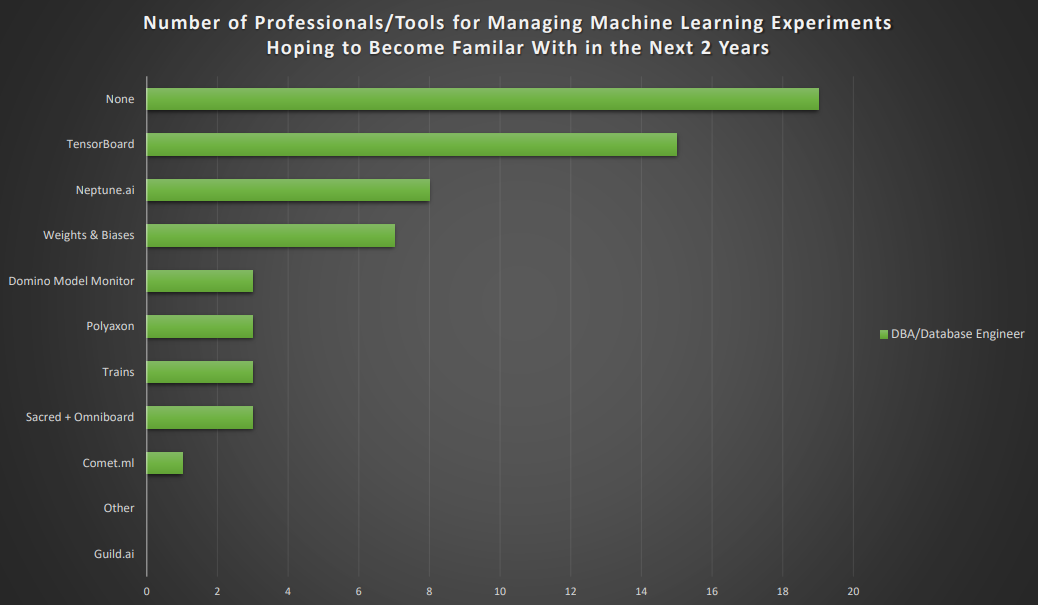 Number of Professionals/Tools for Managing Machine Learning Experiments
Hoping to Become Familar With in the Next 2 Years
None
TensorBoard
Neptune.ai
Weights & Biases
Domino Model Monitor
Polyaxon
Trains
Sacred + Omniboard
Comet.ml
Other
Guild.ai
0 2 4 6 8 10 12 14 16 18 20
DBA/Database Engineer